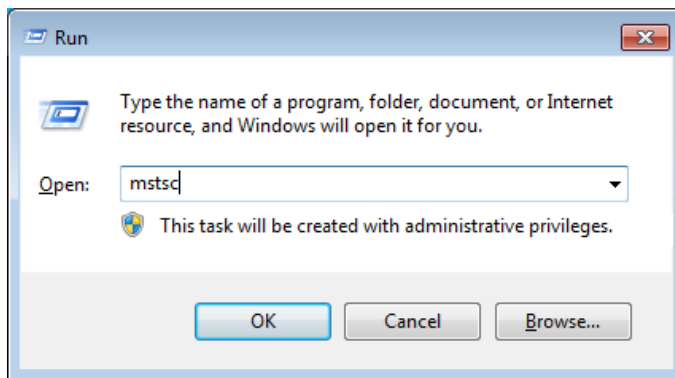 Run
Type the name of a program, folder, document, or Internet
resource, and Windows will open it for you.
Open: mstsc
This task will be created with administrative privileges.
OK Cancel Browse...